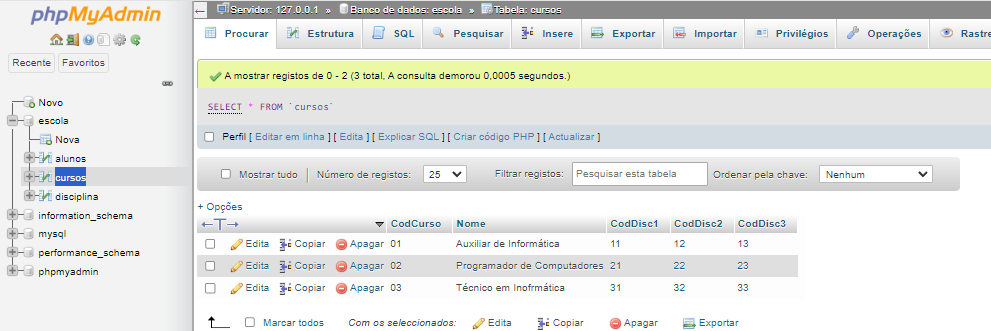 phpMyAdmin
Recente Favoritos
Novo
escola
Nova
alunos
cursos
disciplina
information_schema
mysql
performance_schema
phpmyadmin
Servidor: 127.0.0.1 » Banco de dados: escola » Tabela: cursos
Procurar Estrutura SQL Pesquisar Insere Exportar Importar Privilégios Operações Rastre
A mostrar registos de 0 - 2 (3 total, A consulta demorou 0,0005 segundos.)
SELECT * FROM `cursos`
Perfil [ Editar em linha ] [ Edita ] [ Explicar SQL ] [ Criar código PHP ] [ Actualizar ]
Mostrar tudo Número de registos: 25 Filtrar registos: Pesquisar esta tabela Ordenar pela chave: Nenhum
+ Opções
←T→ CodCurso Nome CodDisc1 CodDisc2 CodDisc3
Edita Copiar Apagar 01 Auxiliar de Informática 11 12 13
Edita Copiar Apagar 02 Programador de Computadores 21 22 23
Edita Copiar Apagar 03 Técnico em Inofrmática 31 32 33
Marcar todos Com os seleccionados: Edita Copiar Apagar Exportar